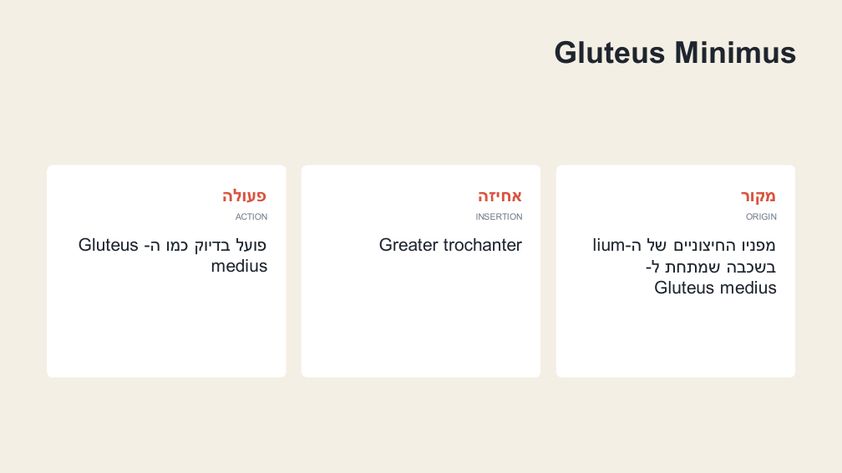 Gluteus Minimus
מקור
ORIGIN
מפניו החיצוניים של ה-lium
בשכבה שמתחת ל-
Gluteus medius
אחיזה
INSERTION
Greater trochanter
פעולה
ACTION
פועל בדיוק כמו ה- Gluteus
medius